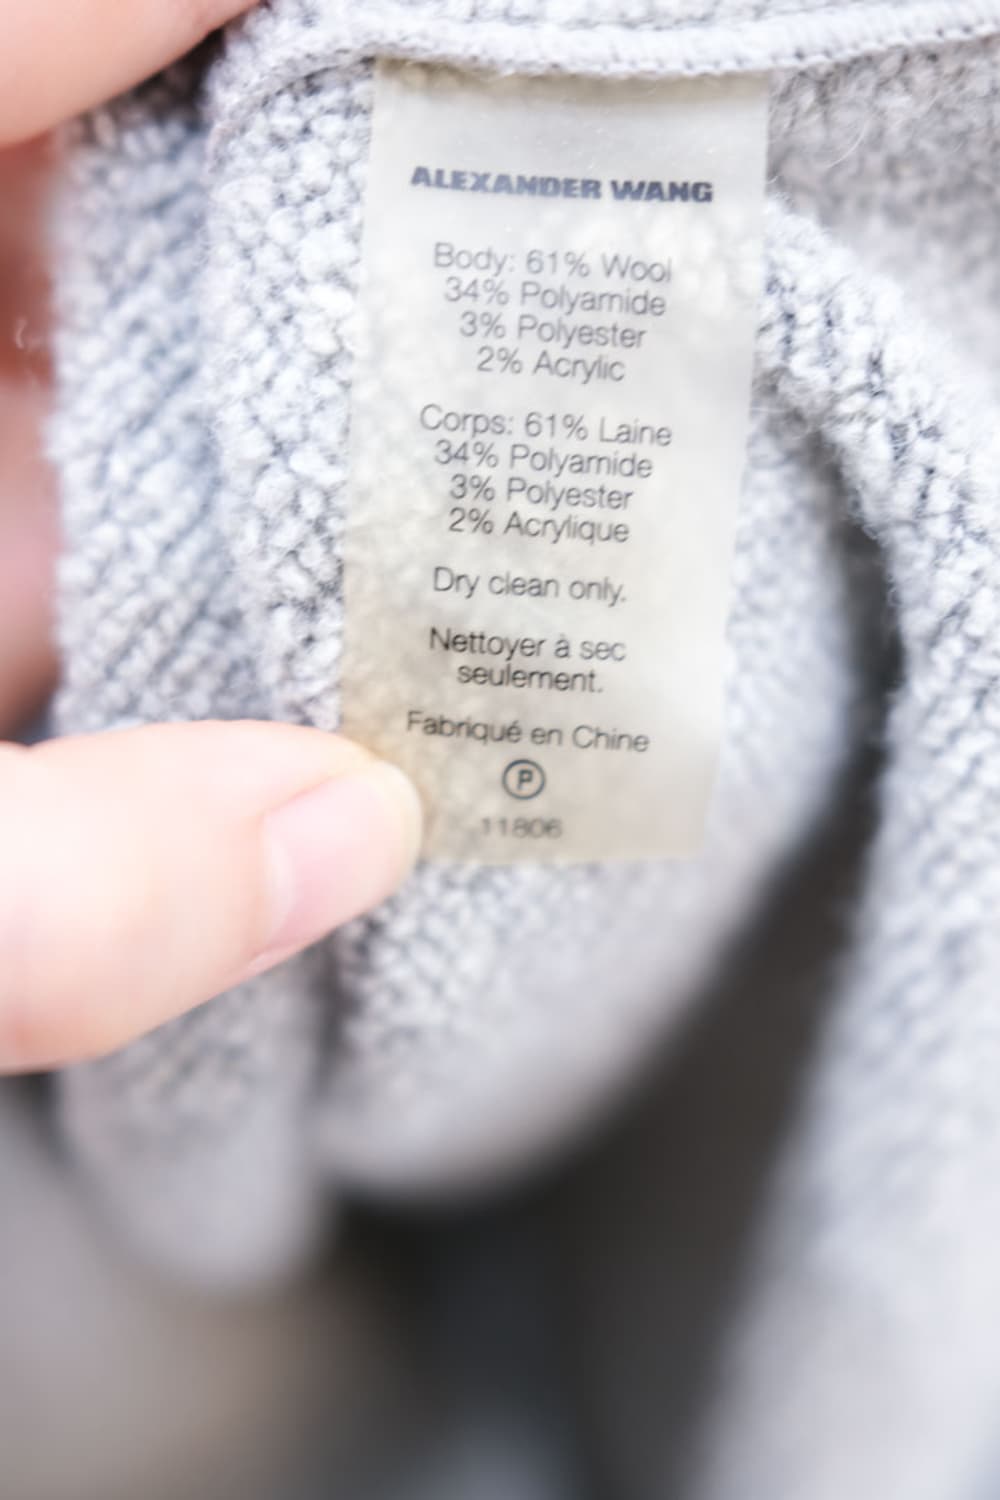 ALEXANDER WANG
Body: 61% Wool
34% Polyamide
3% Polyester
2% Acrylic
Corps: 61% Laine
34% Polyamide
3% Polyester
2% Acrylique
Dry clean only.
Nettoyer à sec
seulement.
Fabriqué en Chine
P
11806